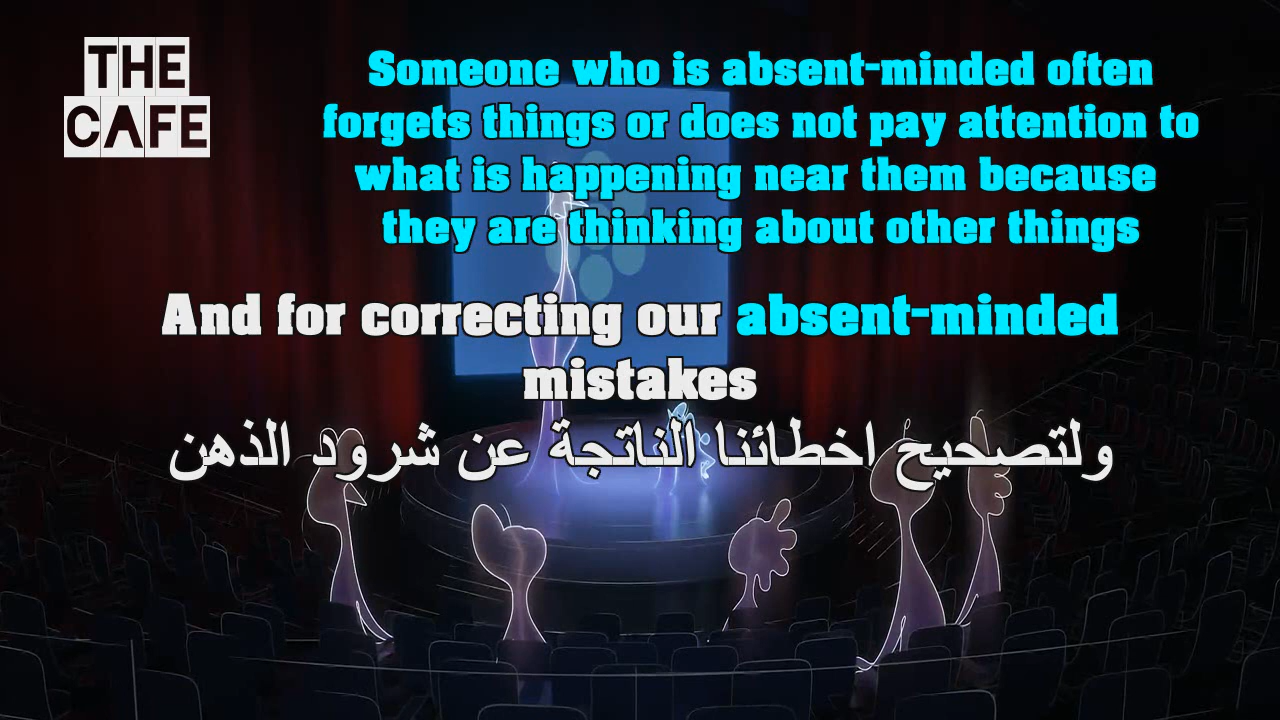 THE
CAFE
Someone who is absent-minded often
forgets things or does not pay attention to
what is happening near them because
they are thinking about other things
And for correcting our absent-minded
mistakes
ولتصحيح اخطائنا الناتجة عن شرود الذهن